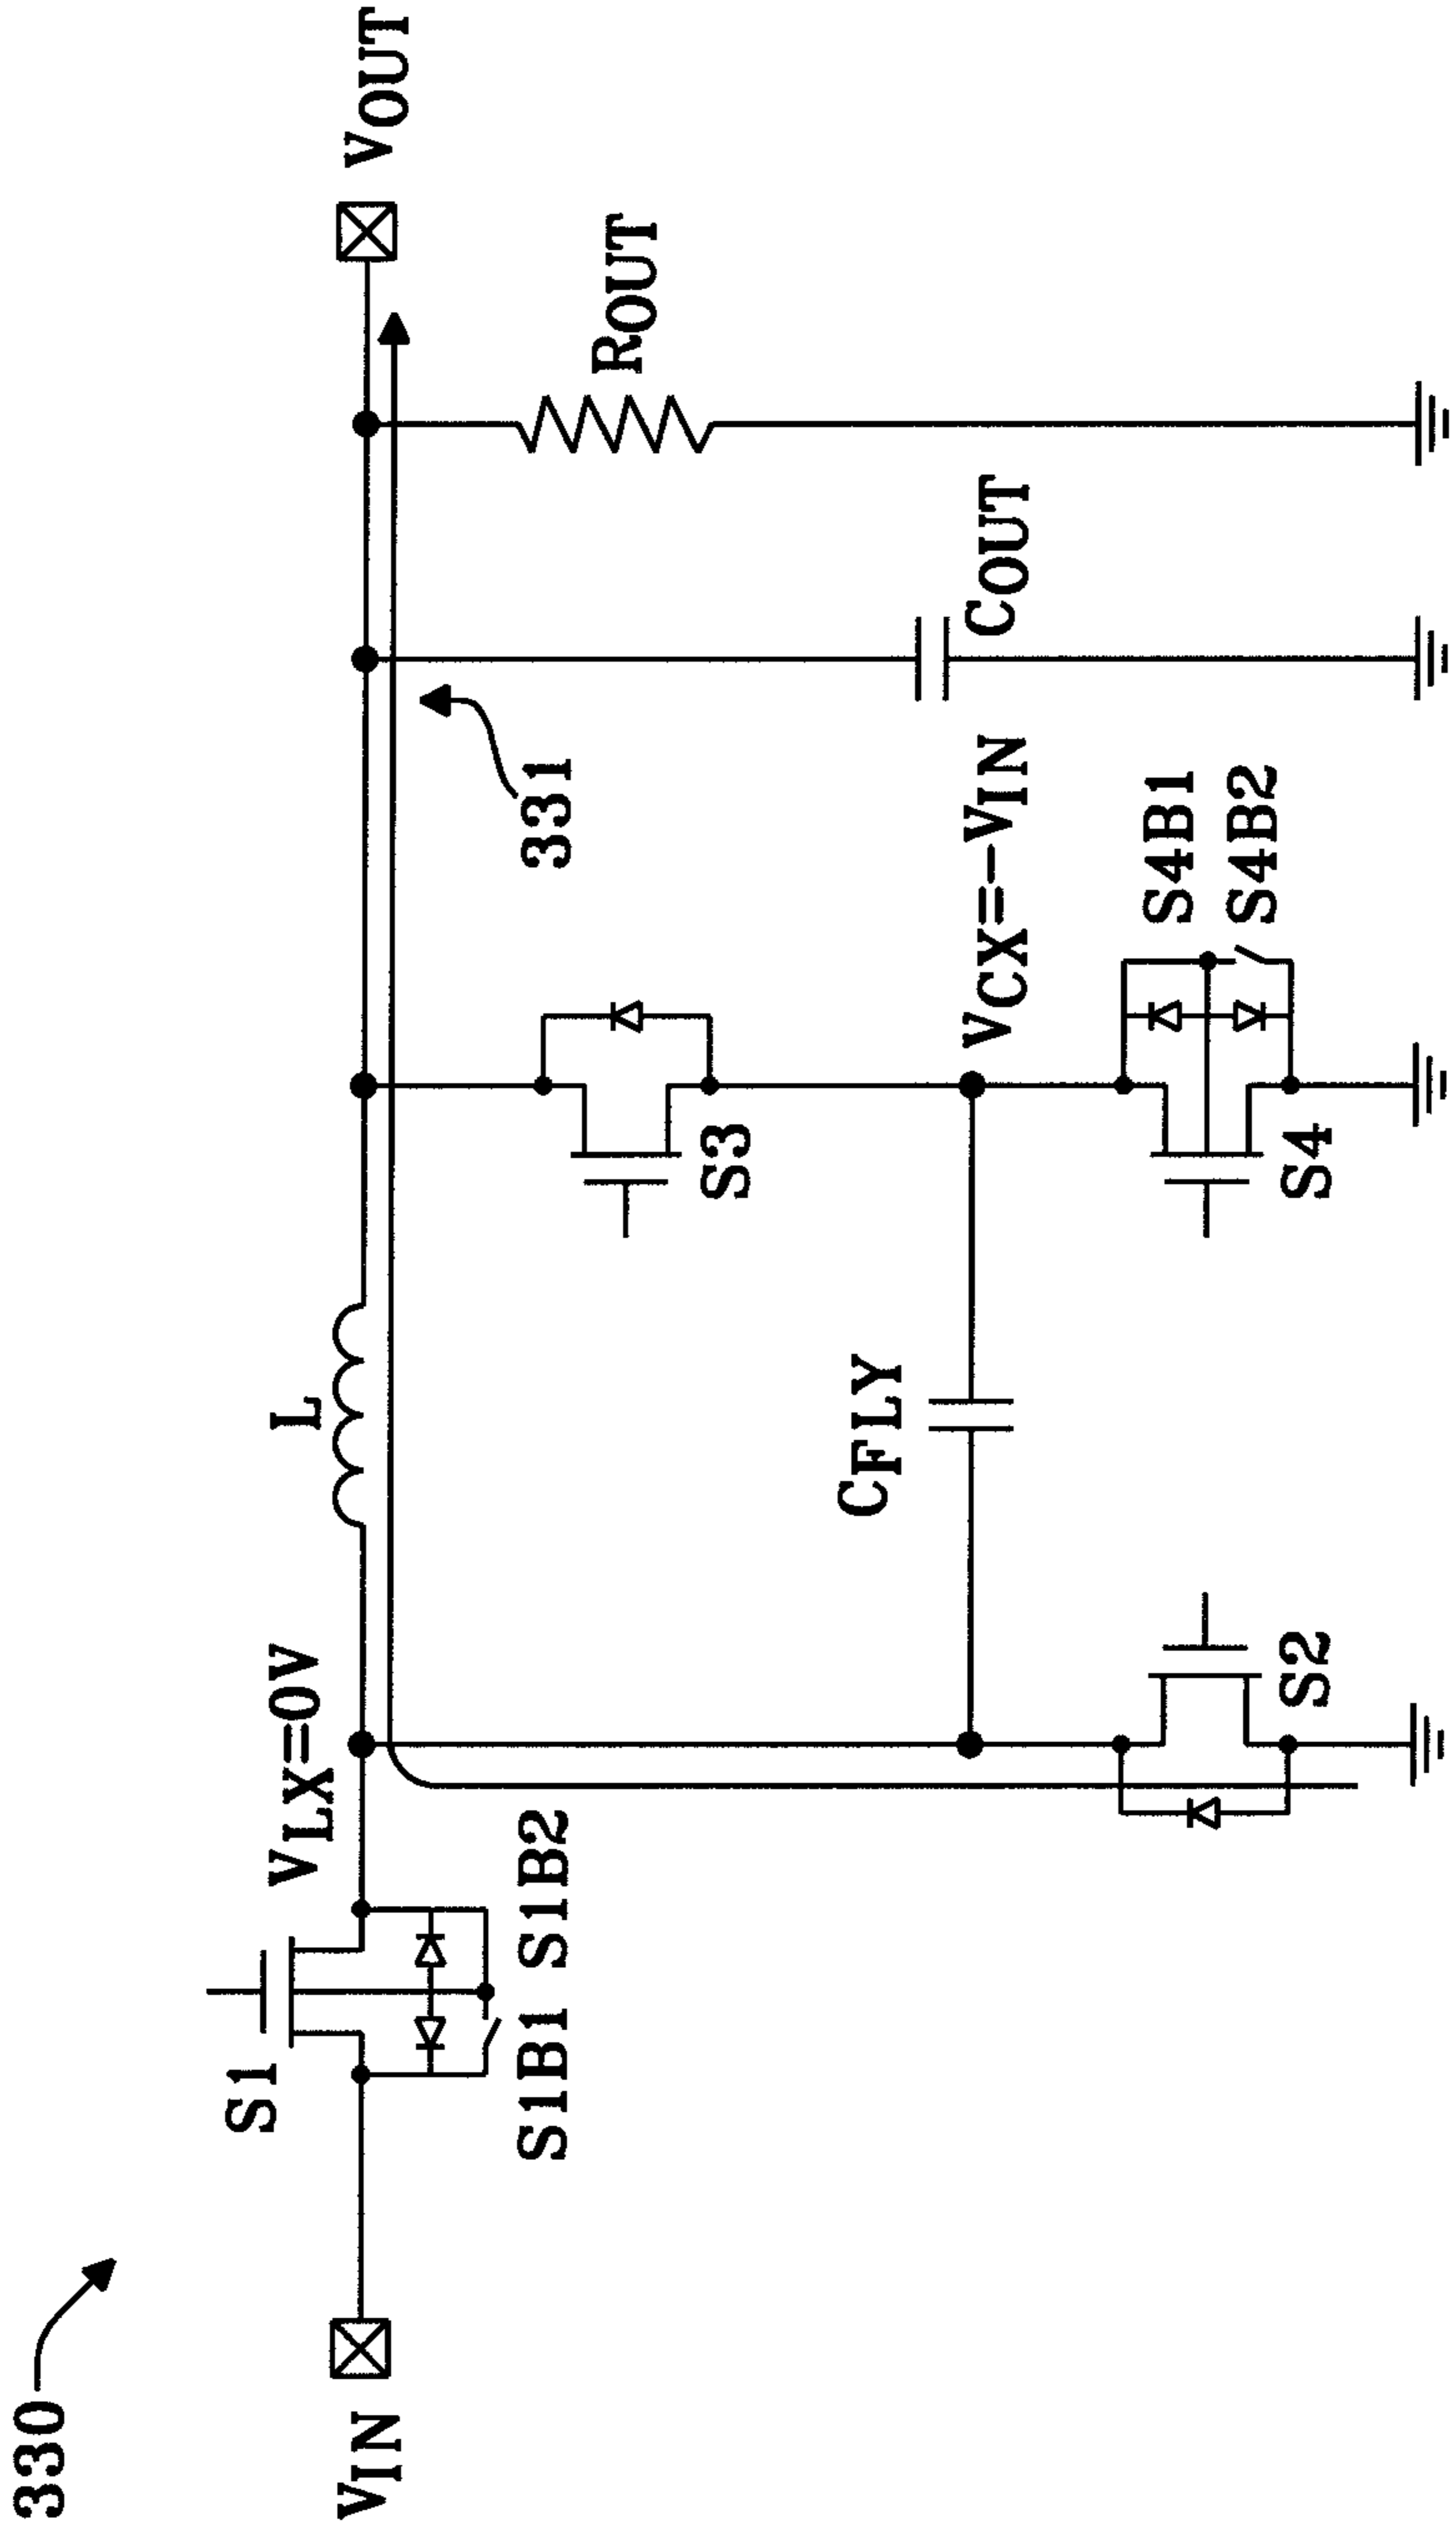 330
VIN
S1
S1B1 S1B2
VLX=0V
L
CFLY
S2
S3
VCX=-VIN
S4
S4B1
S4B2
331
COUT
ROUT
VOUT